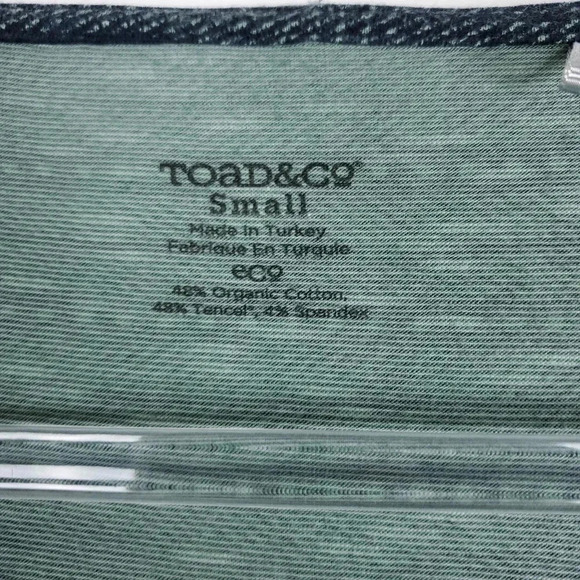 TOAD&CO®
Small
Made in Turkey
Fabrique En Turquie
eco
48% Organic Cotton,
48% Tencel®, 4% Spandex